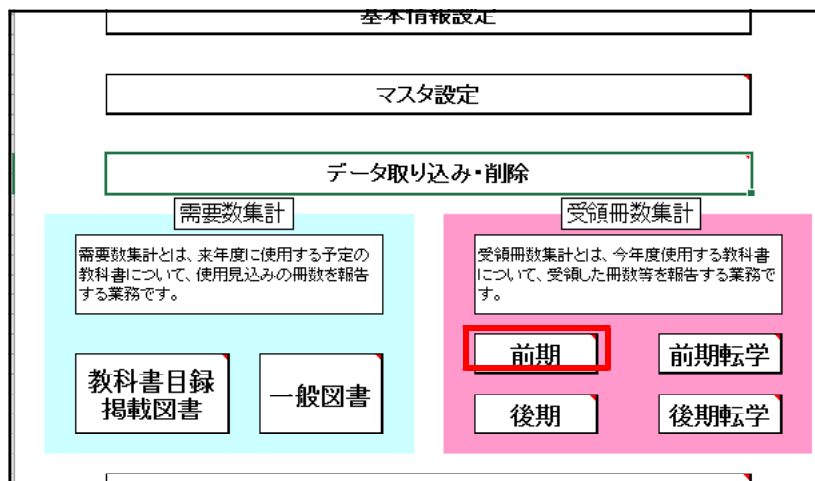 基本情報設定
マスタ設定
データ取り込み・削除
需要数集計
需要数集計とは、来年度に使用する予定の
教科書について、使用見込みの冊数を報告
する業務です。
教科書目録
掲載図書
一般図書
受領冊数集計
受領冊数集計とは、今年度使用する教科書
について、受領した冊数等を報告する業務で
す。
前期
前期転学
後期
後期転学